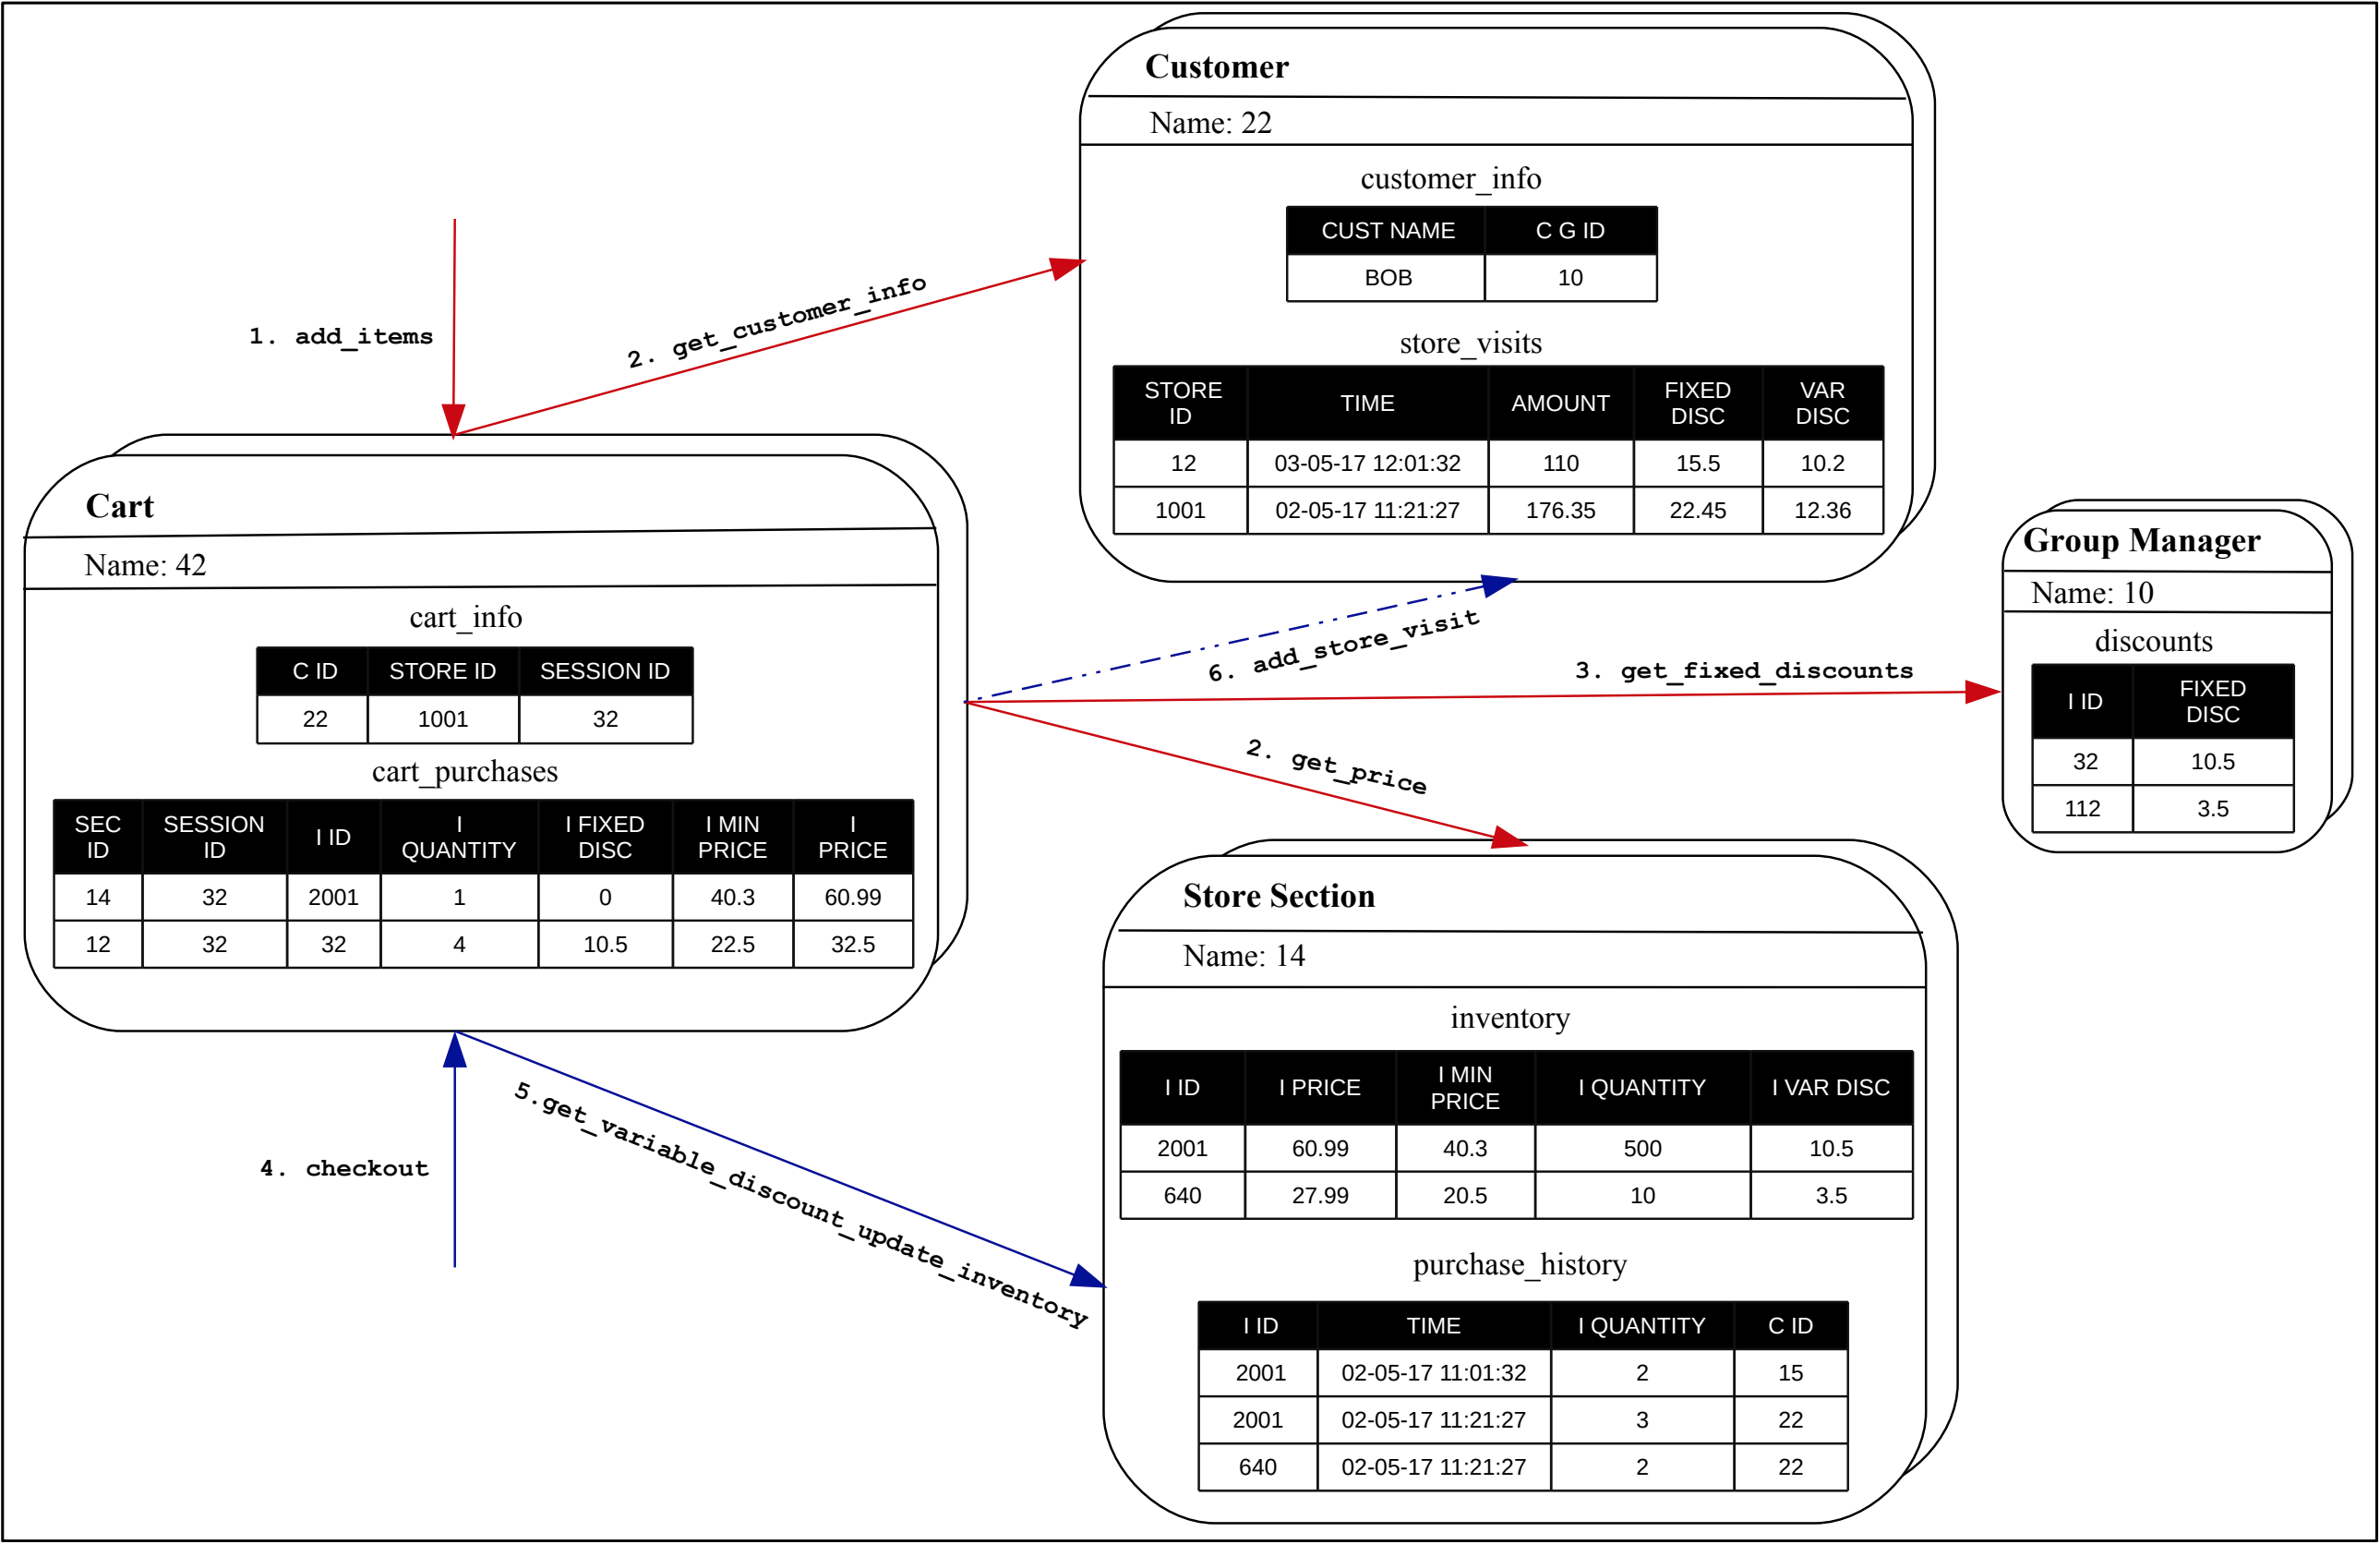 Customer
Name: 22
customer_info
CUST NAME C G ID
BOB 10
store_visits
STORE ID TIME AMOUNT FIXED DISC VAR DISC
12 03-05-17 12:01:32 110 15.5 10.2
1001 02-05-17 11:21:27 176.35 22.45 12.36
1. add_items
2. get_customer_info
Cart
Name: 42
cart_info
C ID STORE ID SESSION ID
22 1001 32
cart_purchases
SEC ID SESSION ID I ID I QUANTITY I FIXED DISC I MIN PRICE I PRICE
14 32 2001 1 0 40.3 60.99
12 32 32 4 10.5 22.5 32.5
6. add_store_visit
3. get_fixed_discounts
2. get_price
Group Manager
Name: 10
discounts
I ID FIXED DISC
32 10.5
112 3.5
4. checkout
5.get_variable_discount_update_inventory
Store Section
Name: 14
inventory
I ID I PRICE I MIN PRICE I QUANTITY I VAR DISC
2001 60.99 40.3 500 10.5
640 27.99 20.5 10 3.5
purchase_history
I ID TIME I QUANTITY C ID
2001 02-05-17 11:01:32 2 15
2001 02-05-17 11:21:27 3 22
640 02-05-17 11:21:27 2 22